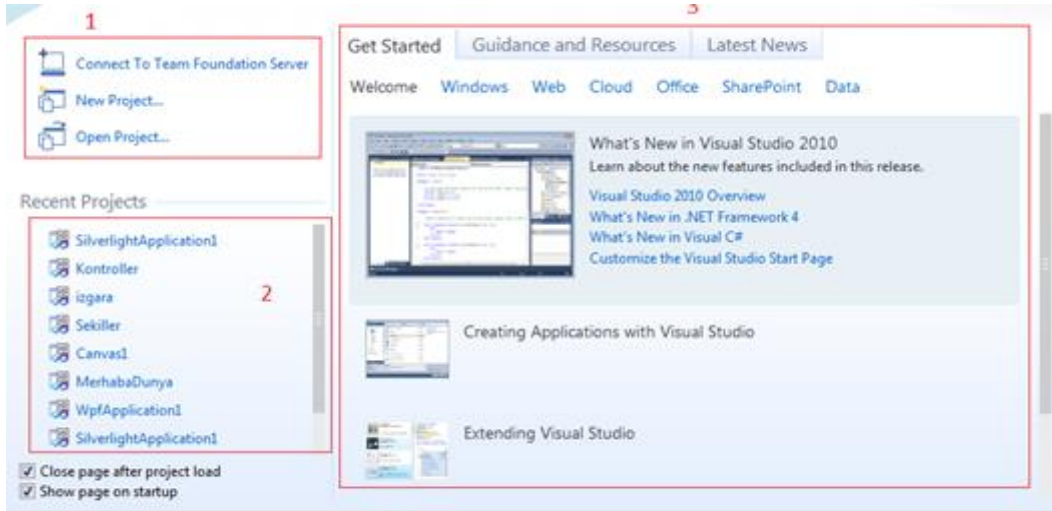 1
Connect To Team Foundation Server
New Project...
Open Project...
Recent Projects
SilverlightApplication1
Kontroller
izgara
2
Sekiller
Canvas1
MerhabaDunya
WpfApplication1
SilverlightApplication1
Close page after project load
Show page on startup
3
Get Started Guidance and Resources Latest News
Welcome Windows Web Cloud Office SharePoint Data
What's New in Visual Studio 2010
Learn about the new features included in this release.
Visual Studio 2010 Overview
What's New in .NET Framework 4
What's New in Visual C#
Customize the Visual Studio Start Page
Creating Applications with Visual Studio
Extending Visual Studio